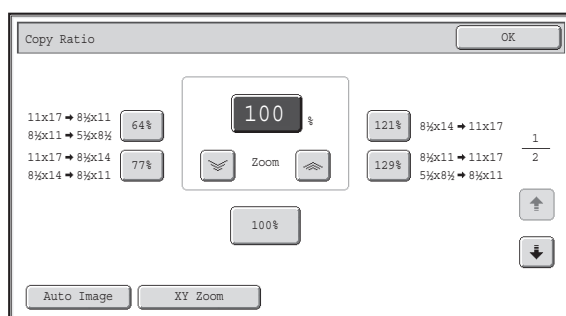 Copy Ratio
OK
100 %
11x17 → 8½x11
8½x11 → 5½x8½
64%
11x17 → 8½x14
8½x14 → 8½x11
77%
Zoom
121%
8½x14 → 11x17
129%
8½x11 → 11x17
5½x8½ → 8½x11
1
2
100%
Auto Image
XY Zoom